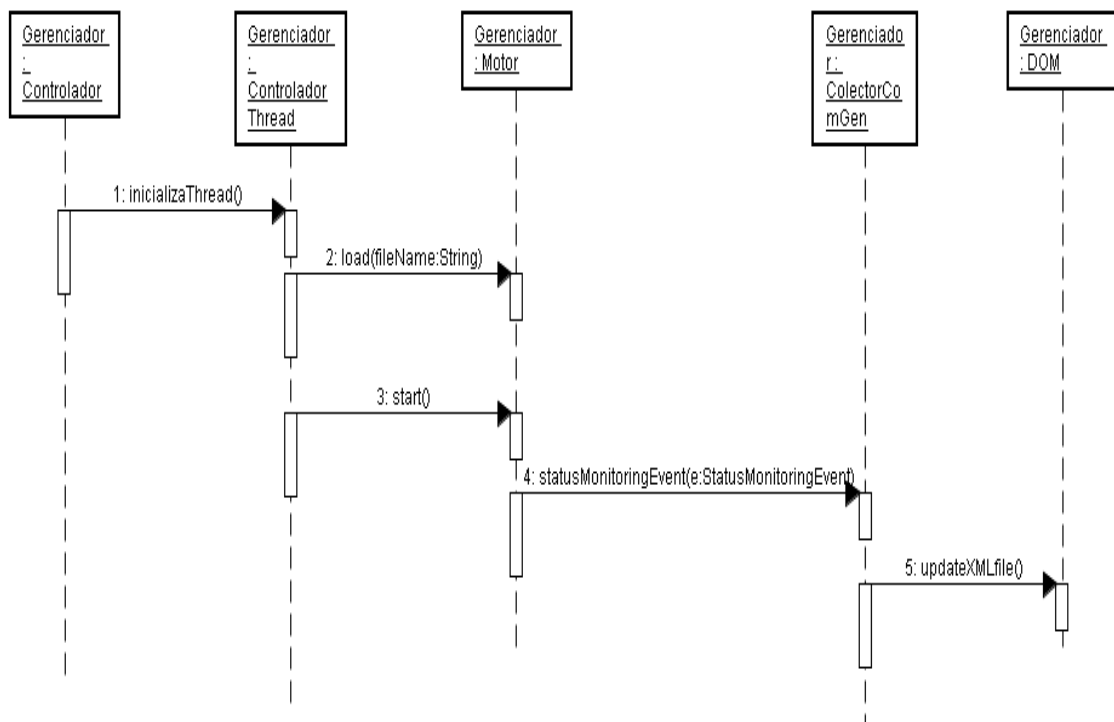 Gerenciador
:
Controlador
Gerenciador
:
Controlador
Thread
Gerenciador
: Motor
Gerenciado
r :
ColectorCo
mGen
Gerenciador
: DOM
1: inicializaThread()
2: load(fileName:String)
3: start()
4: statusMonitoringEvent(e:StatusMonitoringEvent)
5: updateXMLfile()